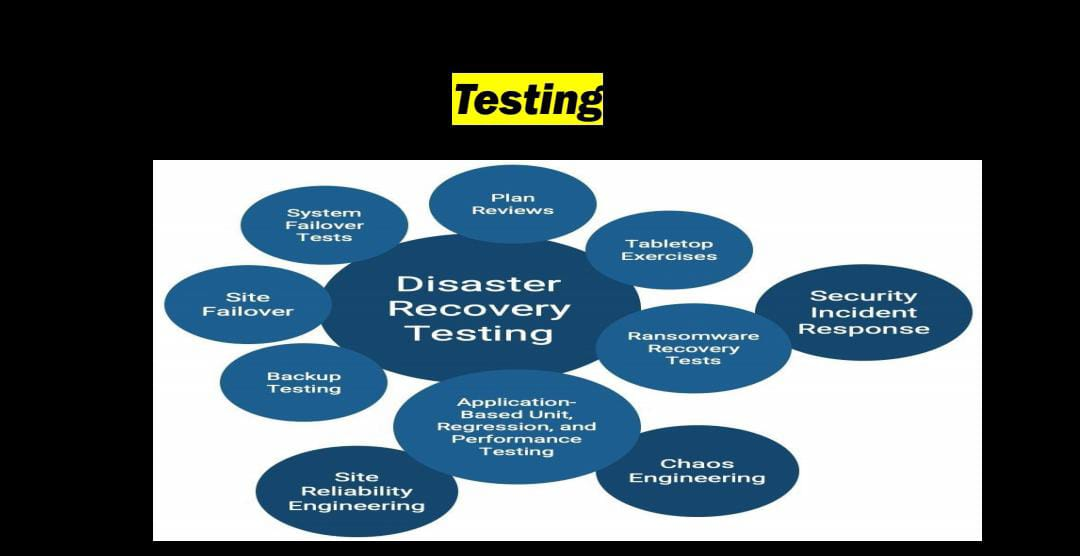 Testing
Plan
Reviews
System
Failover
Tests
Tabletop
Exercises
Disaster
Recovery
Testing
Site
Failover
Security
Incident
Response
Ransomware
Recovery
Tests
Backup
Testing
Application-
Based Unit,
Regression, and
Performance
Testing
Chaos
Engineering
Site
Reliability
Engineering